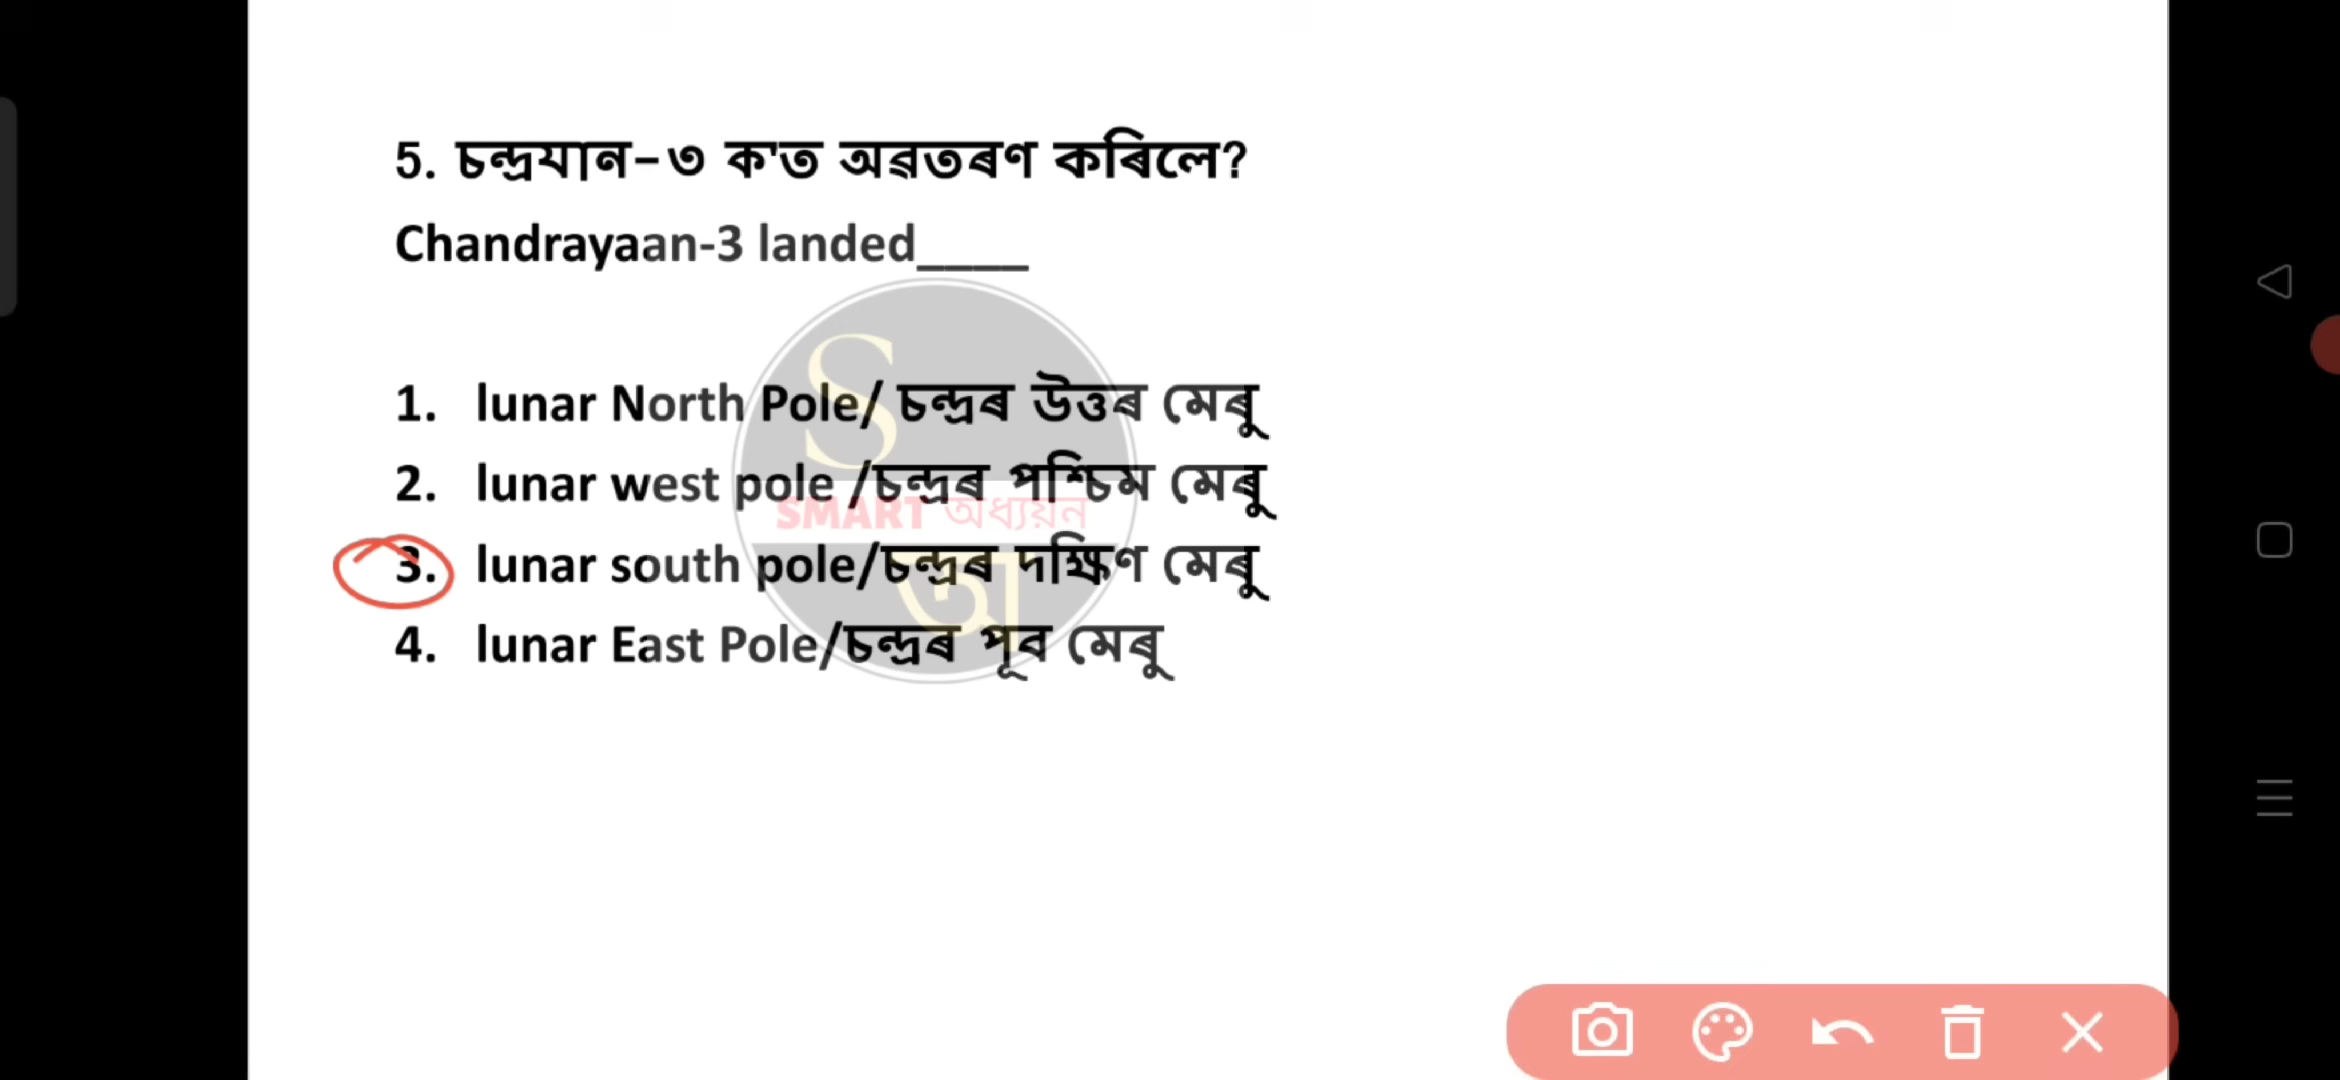 5. চন্দ্ৰযান-৩ ক'ত অৱতৰণ কৰিলে?
Chandrayaan-3 landed____
1. lunar North Pole/ চন্দ্ৰৰ উত্তৰ মেৰু
2. lunar west pole /চন্দ্ৰৰ পশ্চিম মেৰু
SMART অধ্যয়ন
3. lunar south pole/চন্দ্ৰৰ দক্ষিণ মেৰু
4. lunar East Pole/চন্দ্ৰৰ পূব মেৰু
S
অ